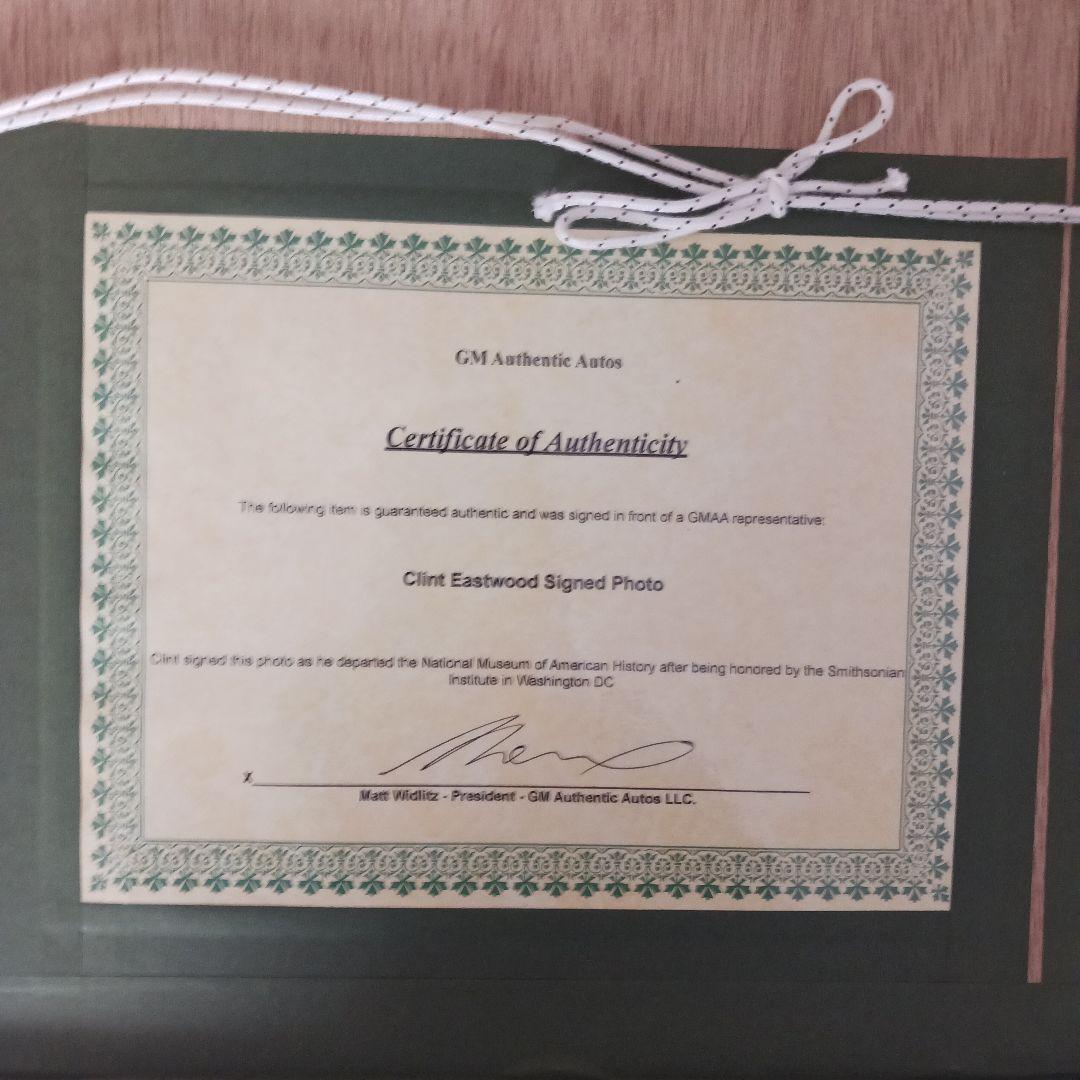 GM Authentic Autos
Certificate of Authenticity
The following item is guaranteed authentic and was signed in front of a GMAA representative:
Clint Eastwood Signed Photo
Clint signed this photo as he departed the National Museum of American History after being honored by the Smithsonian
Institute in Washington DC
x
Matt Widlitz - President - GM Authentic Autos LLC.